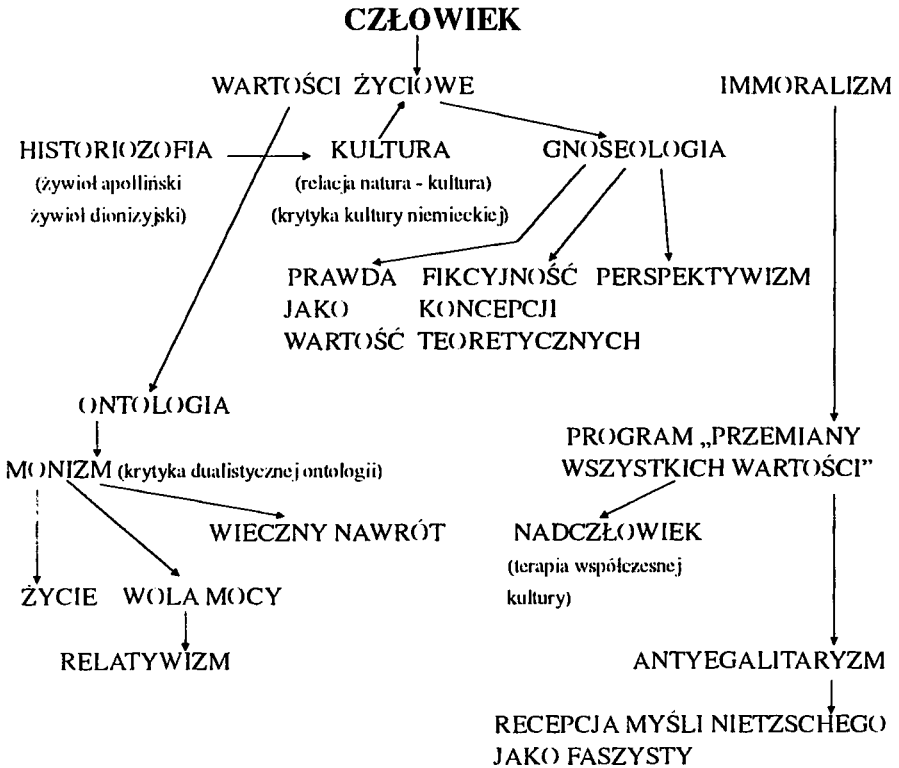 CZŁOWIEK
WARTOŚCI ŻYCIOWE
IMMORALIZM
HISTORIOZOFIA
(żywioł apolliński
żywioł dionizyjski)
KULTURA
(relacja natura - kultura)
(krytyka kultury niemieckiej)
GNOSEOLOGIA
PRAWDA
JAKO
WARTOŚĆ
FIKCYJNOŚĆ
KONCEPCJI
TEORETYCZNYCH
PERSPEKTYWIZM
ONTOLOGIA
MONIZM (krytyka dualistycznej ontologii)
PROGRAM „PRZEMIANY
WSZYSTKICH WARTOŚCI”
WIECZNY NAWRÓT
NADCZŁOWIEK
(terapia współczesnej
kultury)
ŻYCIE
WOLA MOCY
RELATYWIZM
ANTYEGALITARYZM
RECEPCJA MYŚLI NIETZSCHEGO
JAKO FASZYSTY